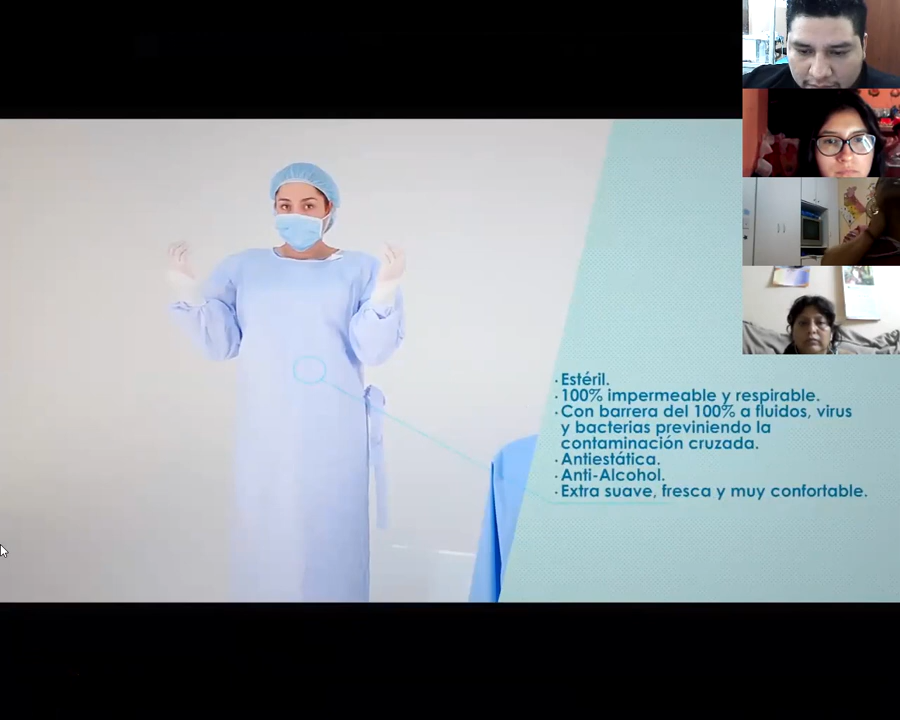 · Estéril.
· 100% impermeable y respirable.
· Con barrera del 100% a fluidos, virus
y bacterias previniendo la
contaminación cruzada.
· Antiestática.
· Anti-Alcohol.
· Extra suave, fresca y muy confortable.